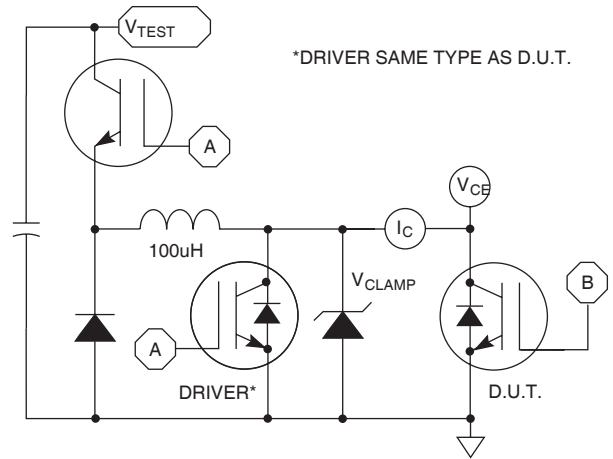 VTEST
*DRIVER SAME TYPE AS D.U.T.
A
VCE
IC
100uH
VCLAMP
B
A
DRIVER*
D.U.T.